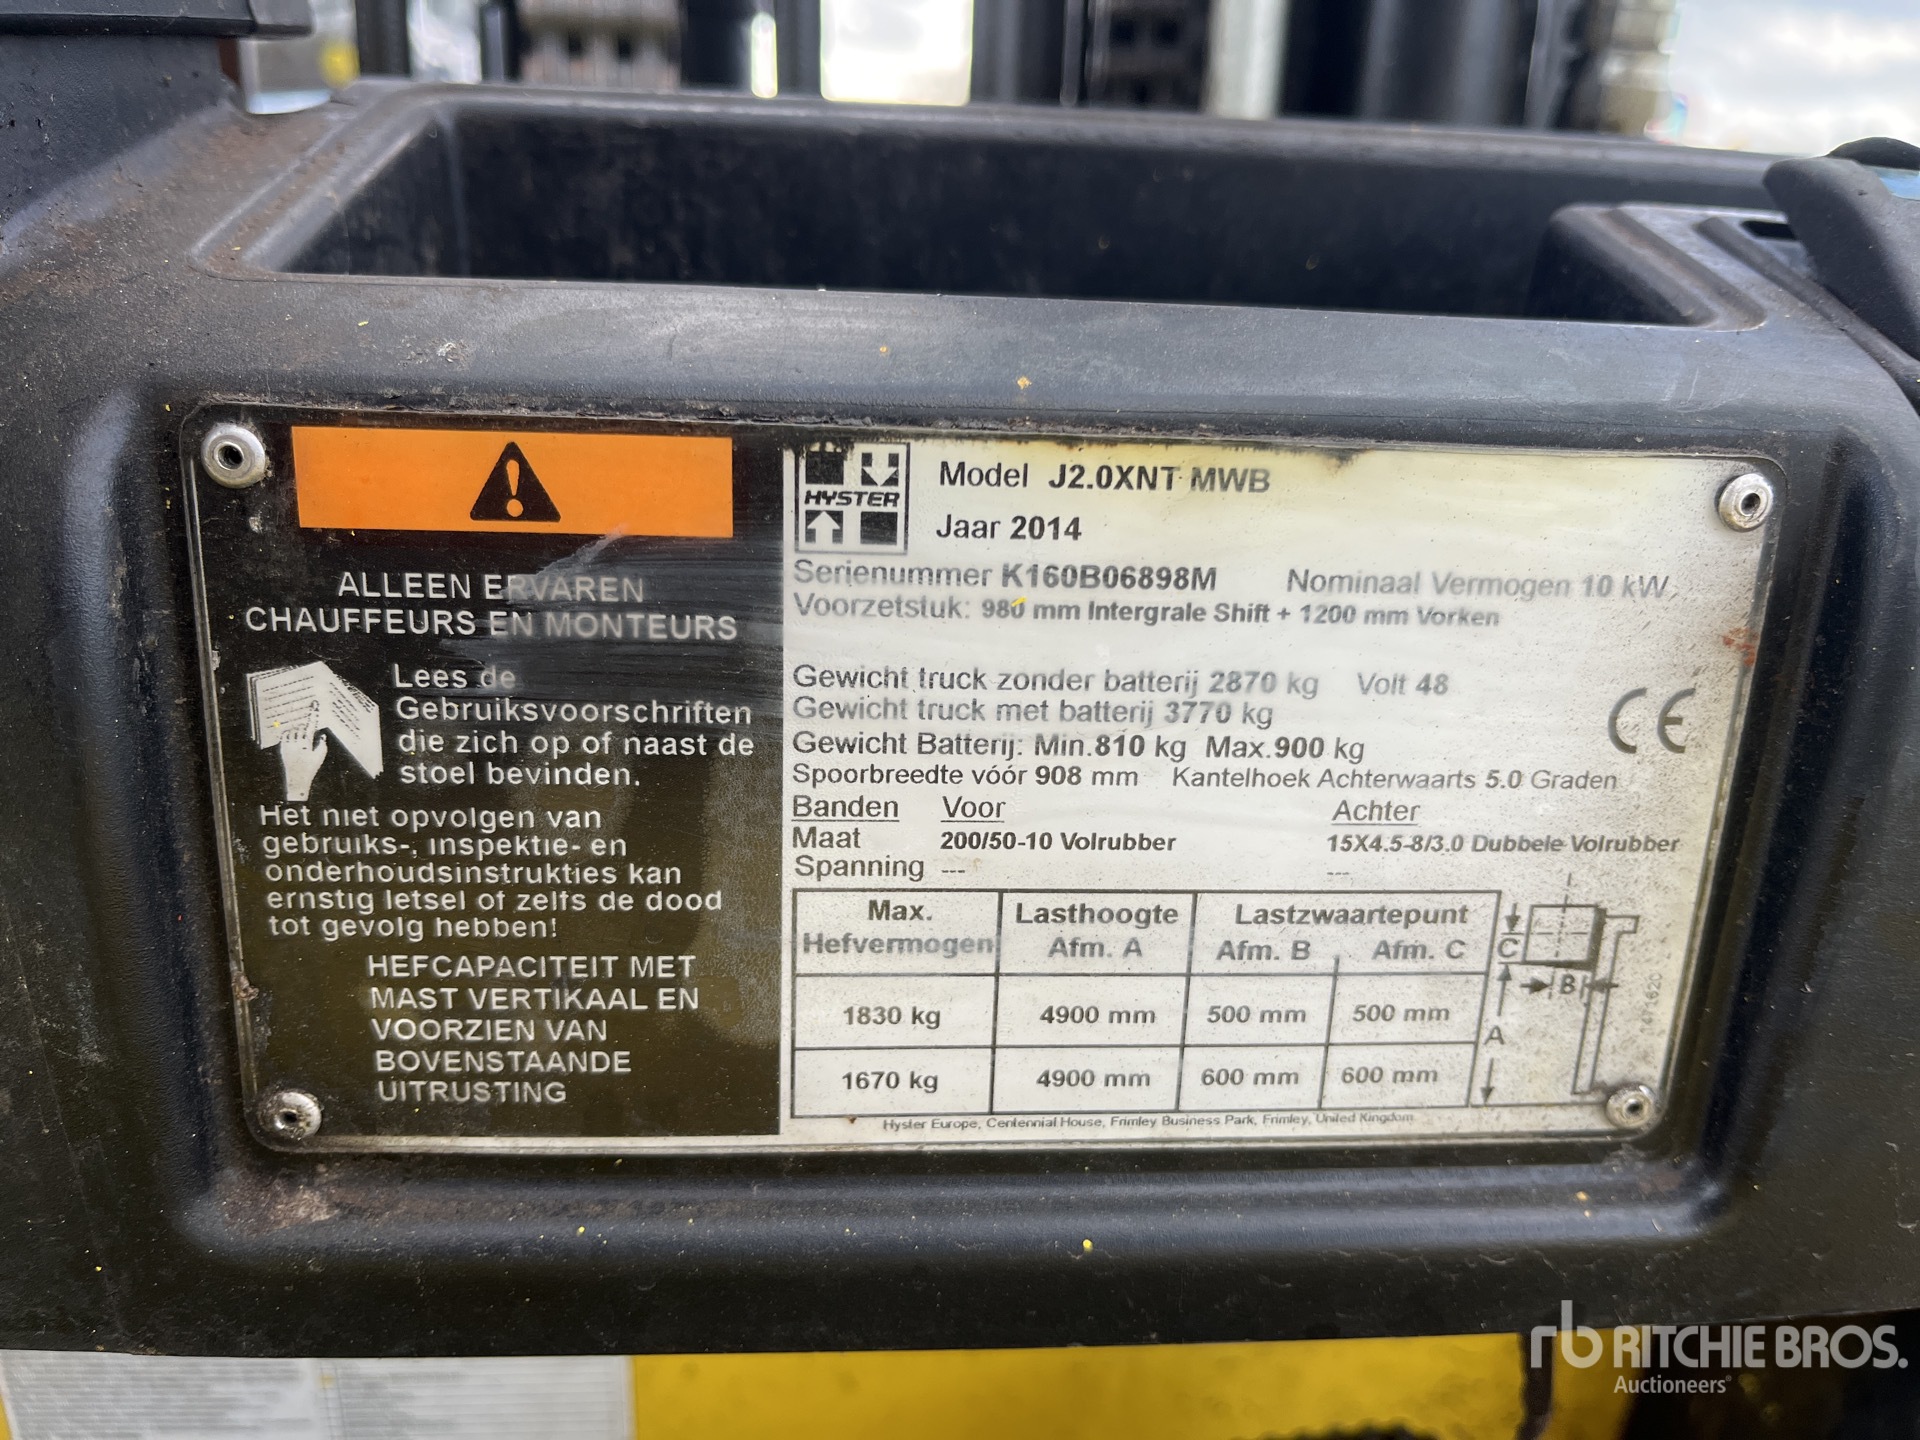 ALLEEN ERVAREN
CHAUFFEURS EN MONTEURS
Lees de
Gebruiksvoorschriften
die zich op of naast de
stoel bevinden.
Het niet opvolgen van
gebruiks-, inspektie- en
onderhoudsinstrukties kan
ernstig letsel of zelfs de dood
tot gevolg hebben!
HEFCAPACITEIT MET
MAST VERTIKAAL EN
VOORZIEN VAN
BOVENSTAANDE
UITRUSTING
HYSTER
Model J2.0XNT MWB
Jaar 2014
Serienummer K160B06898M Nominaal Vermogen 10 kW
Voorzetstuk: 980 mm Intergrale Shift + 1200 mm Vorken
Gewicht truck zonder batterij 2870 kg Volt 48
Gewicht truck met batterij 3770 kg
CE
Gewicht Batterij: Min.810 kg Max.900 kg
Spoorbreedte vóór 908 mm Kantelhoek Achterwaarts 5.0 Graden
Banden Voor Achter
Maat 200/50-10 Volrubber 15X4.5-8/3.0 Dubbele Volrubber
Spanning --- ---
Max. Lasthoogte Lastzwaartepunt
Hefvermogen Afm. A Afm. B Afm. C
1830 kg 4900 mm 500 mm 500 mm
1670 kg 4900 mm 600 mm 600 mm
C
B
A
Hyster Europe, Centennial House, Frimley Business Park, Frimley, United Kingdom
rb RITCHIE BROS.
Auctioneers